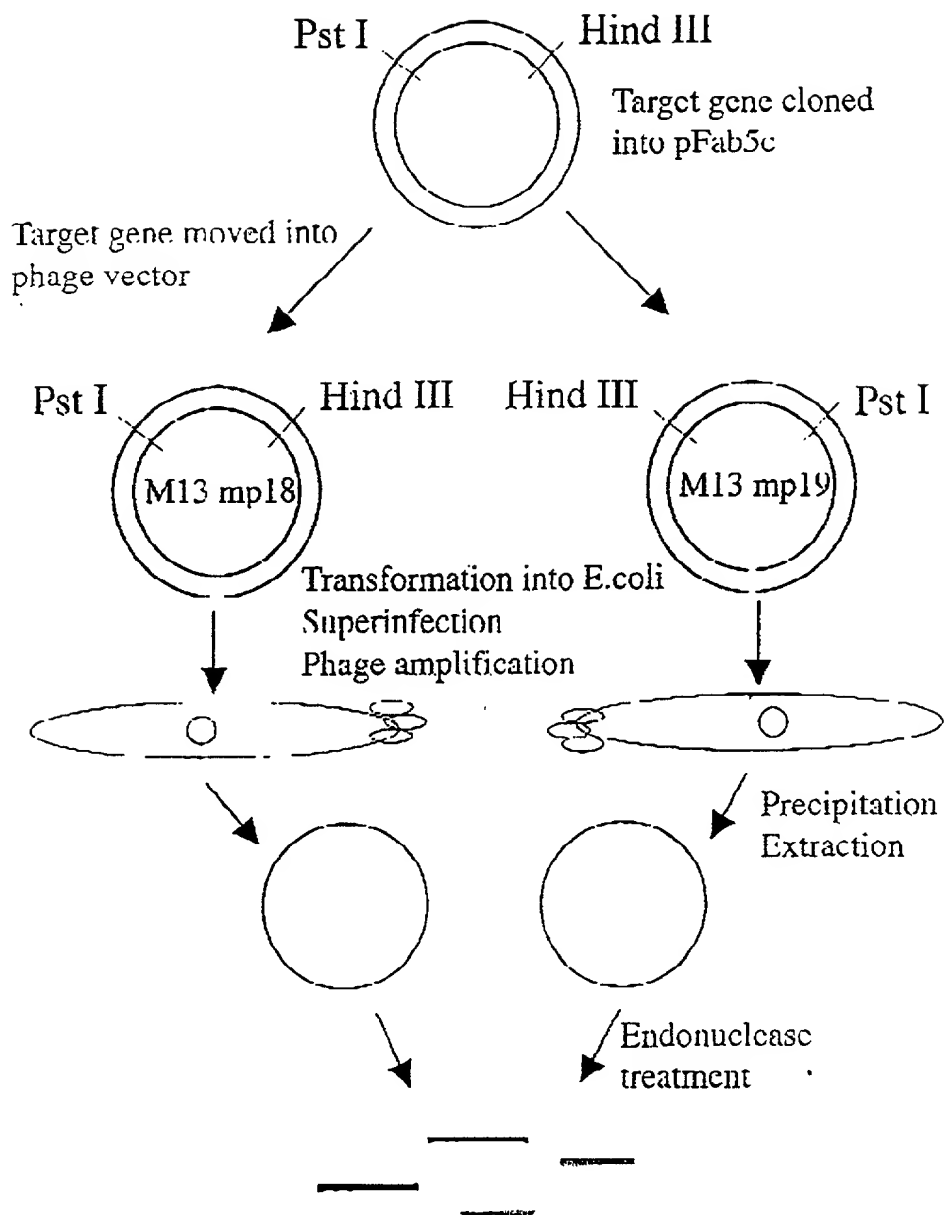 Pst I
Hind III
Target gene cloned
into pFab5c
Target gene moved into
phage vector
Pst I
Hind III
M13 mp18
Hind III
Pst I
M13 mp19
Transformation into E.coli
Superinfection
Phage amplification
Precipitation
Extraction
Endonuclease
treatment